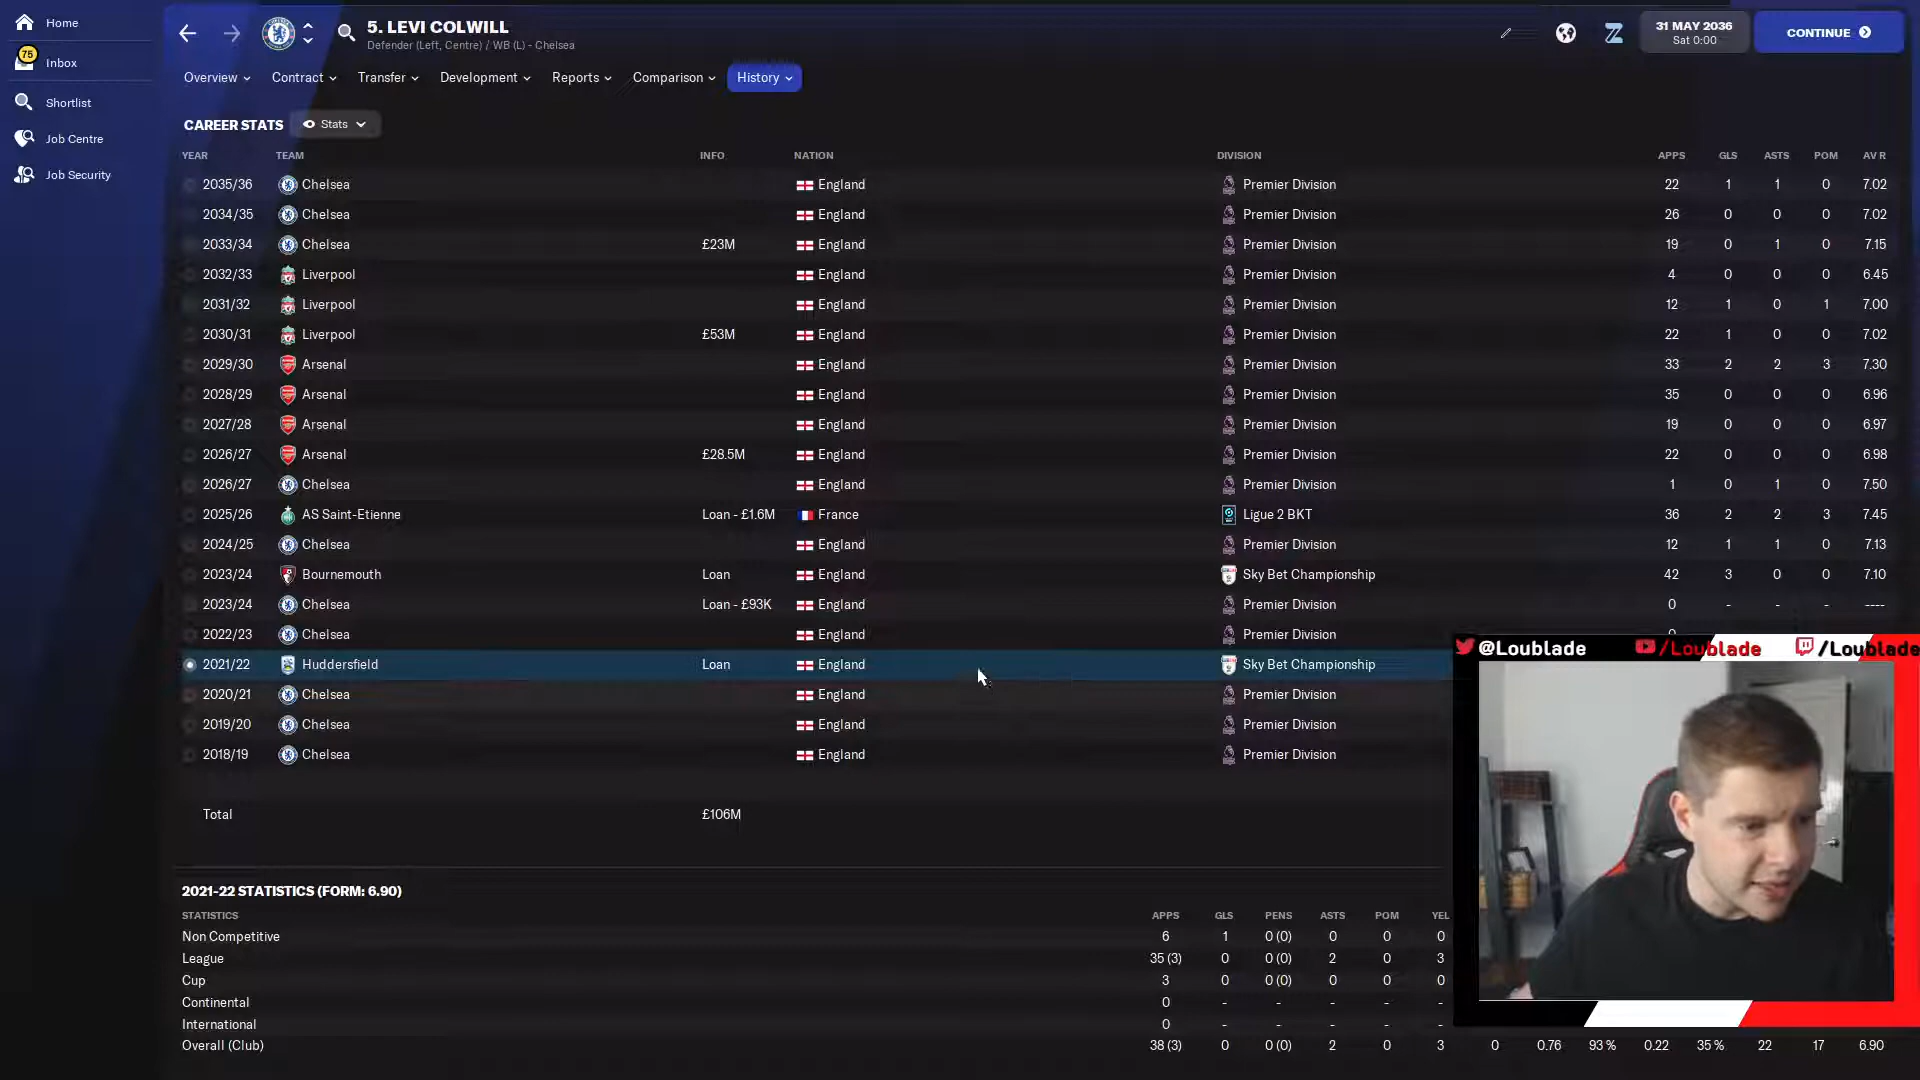 Home
75
Inbox
Shortlist
Job Centre
Job Security
5. LEVI COLWILL
Defender (Left, Centre) / WB (L) - Chelsea
31 MAY 2036
Sat 0:00
CONTINUE
Overview Contract Transfer Development Reports Comparison History
CAREER STATS Stats
YEAR TEAM INFO NATION DIVISION APPS GLS ASTS POM AV R
2035/36 Chelsea England Premier Division 22 1 1 0 7.02
2034/35 Chelsea England Premier Division 26 0 0 0 7.02
2033/34 Chelsea £23M England Premier Division 19 0 1 0 7.15
2032/33 Liverpool England Premier Division 4 0 0 0 6.45
2031/32 Liverpool England Premier Division 12 1 0 1 7.00
2030/31 Liverpool £53M England Premier Division 22 1 0 0 7.02
2029/30 Arsenal England Premier Division 33 2 2 3 7.30
2028/29 Arsenal England Premier Division 35 0 0 0 6.96
2027/28 Arsenal England Premier Division 19 0 0 0 6.97
2026/27 Arsenal £28.5M England Premier Division 22 0 0 0 6.98
2026/27 Chelsea England Premier Division 1 0 1 0 7.50
2025/26 AS Saint-Etienne Loan - £1.6M France Ligue 2 BKT 36 2 2 3 7.45
2024/25 Chelsea England Premier Division 12 1 1 0 7.13
2023/24 Bournemouth Loan England Sky Bet Championship 42 3 0 0 7.10
2023/24 Chelsea Loan - £93K England Premier Division 0 - - - ----
2022/23 Chelsea England Premier Division
2021/22 Huddersfield Loan England Sky Bet Championship
2020/21 Chelsea England Premier Division
2019/20 Chelsea England Premier Division
2018/19 Chelsea England Premier Division
Total £106M
@Loublade /Loublade /Loublade
2021-22 STATISTICS (FORM: 6.90)
STATISTICS APPS GLS PENS ASTS POM YEL
Non Competitive 6 1 0 (0) 0 0 0
League 35 (3) 0 0 (0) 2 0 3
Cup 3 0 0 (0) 0 0 0
Continental 0 - - - - -
International 0 - - - - -
Overall (Club) 38 (3) 0 0 (0) 2 0 3 0 0.76 93 % 0.22 35 % 22 17 6.90